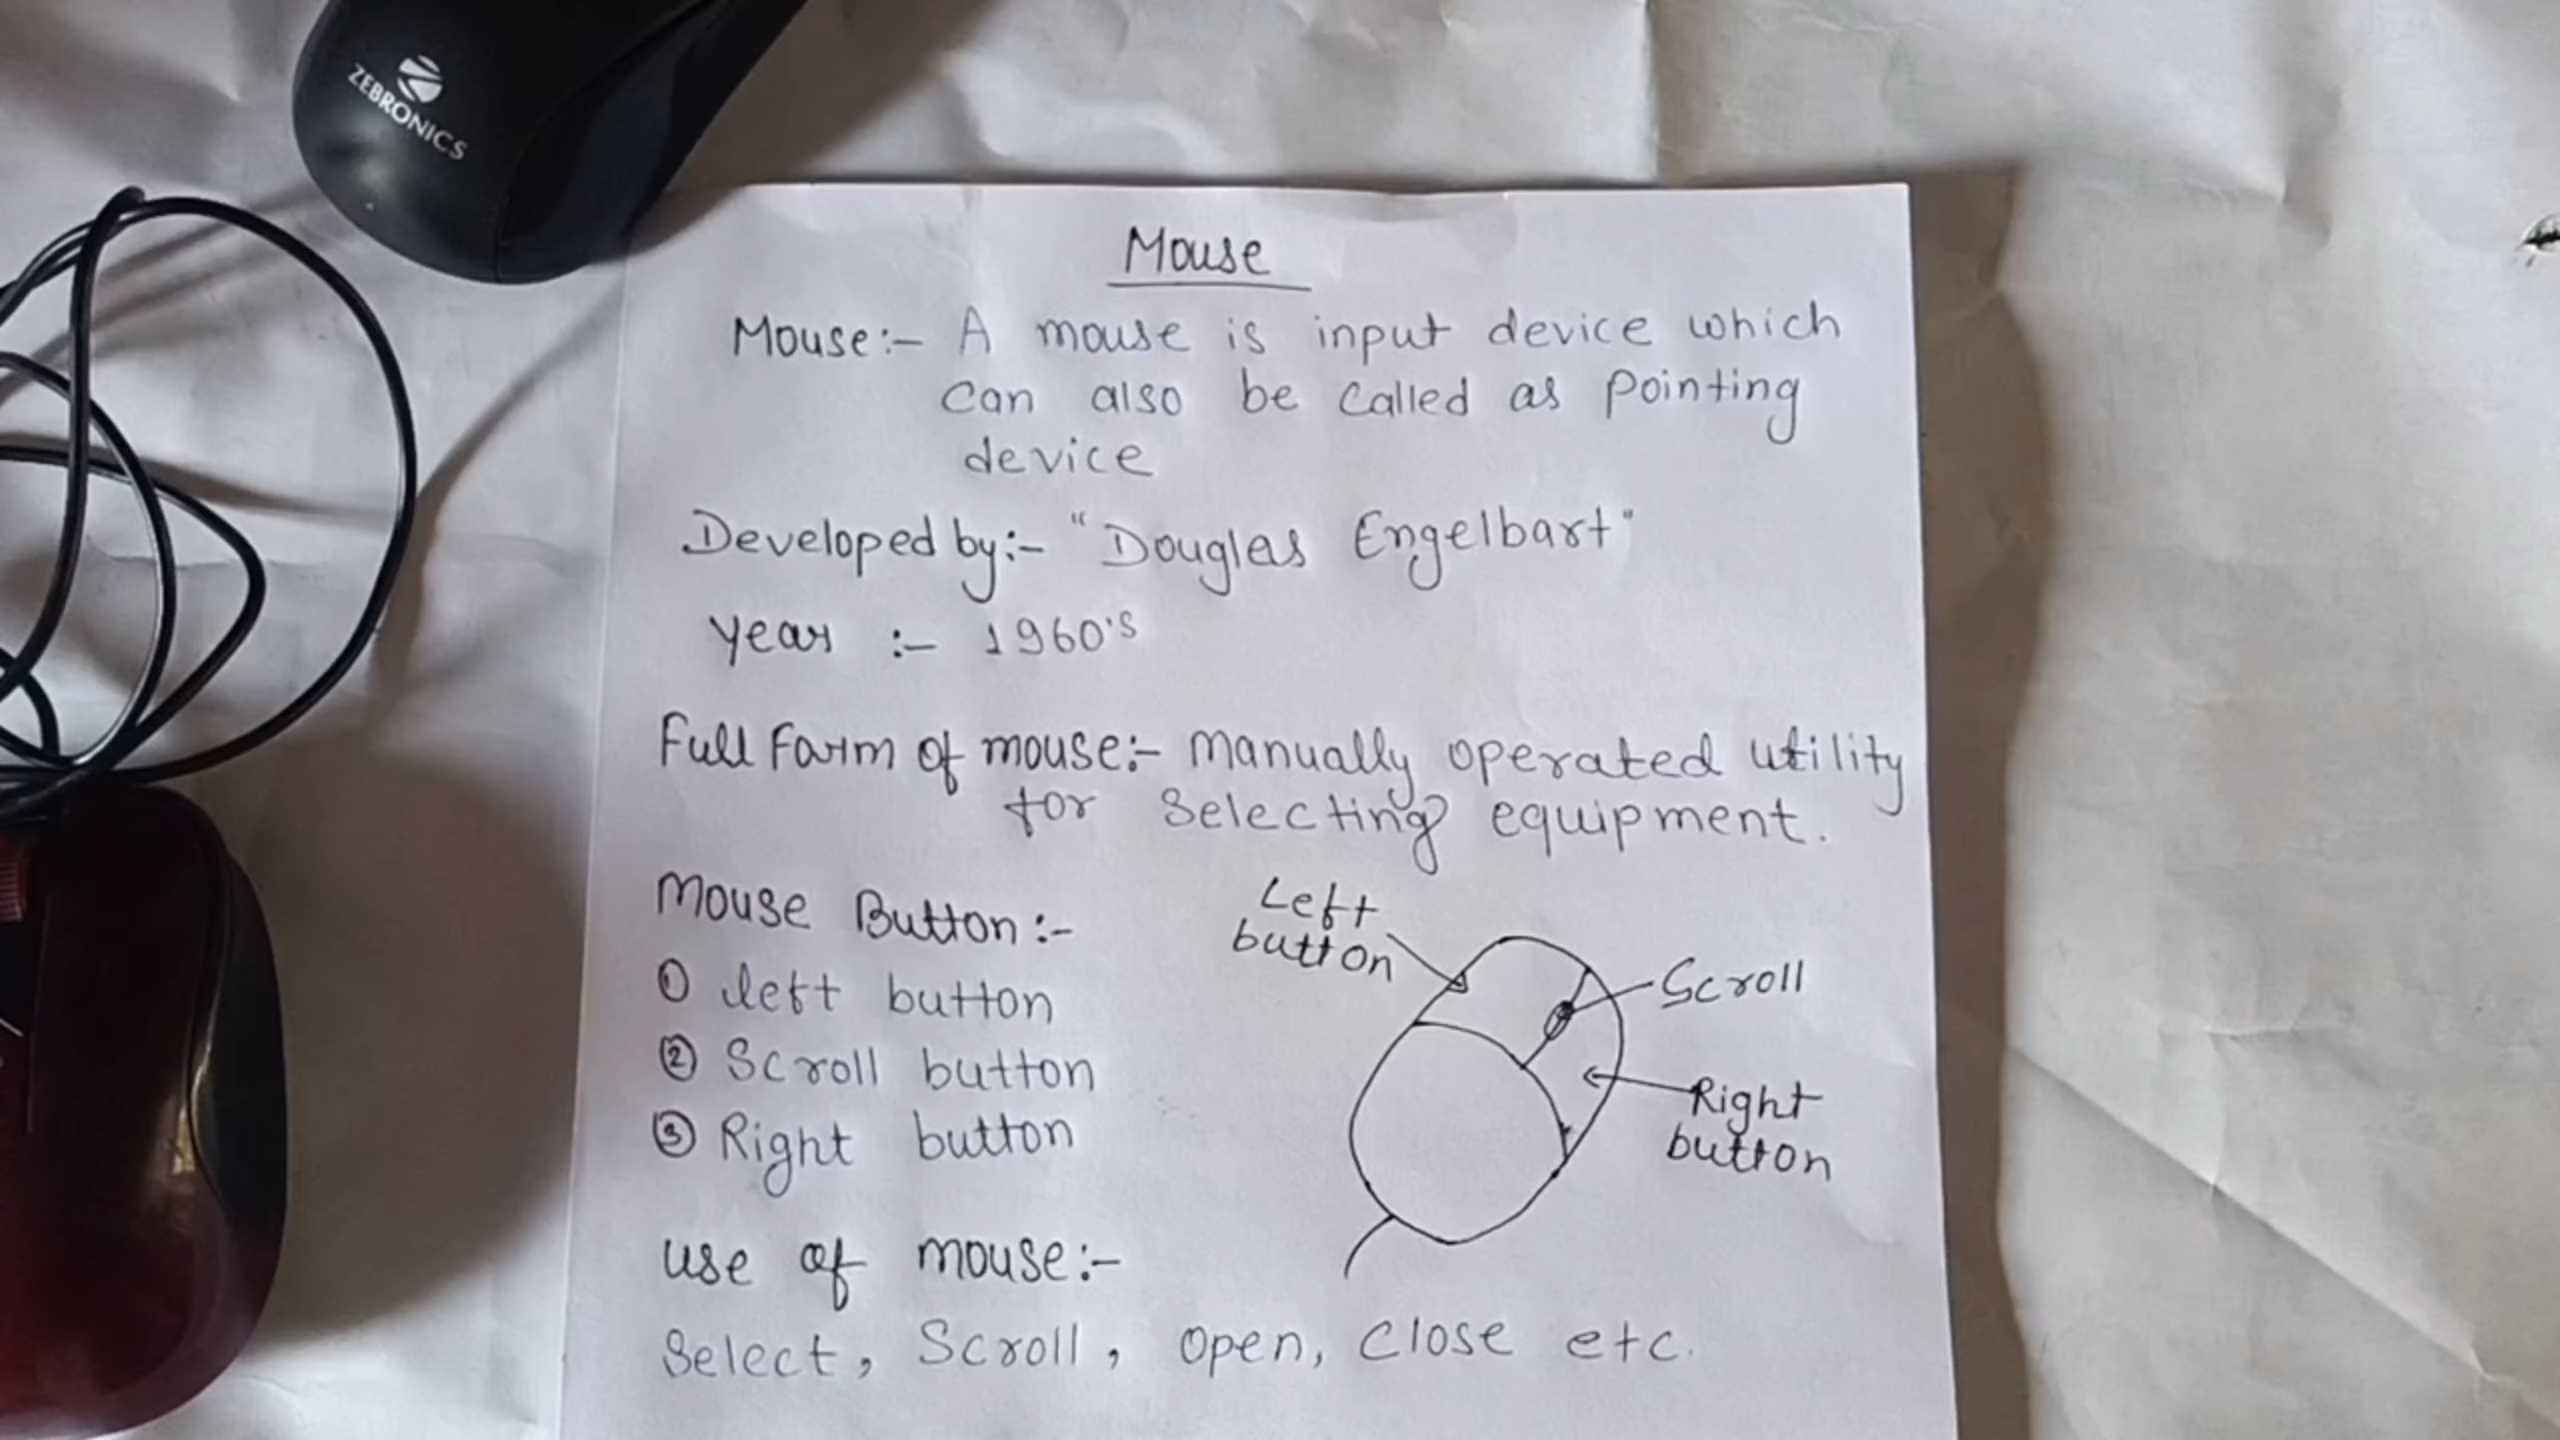 ZEBRONICS
Mouse
Mouse:- A mouse is input device which
can also be called as pointing
device
Developed by:- "Douglas Engelbart"
year :- 1960's
Full Form of mouse:- manually operated utility
for selecting equipment.
Mouse Button:-
① left button
② Scroll button
③ Right button
Left
button
Scroll
Right
button
use of mouse:-
Select, Scroll, open, close etc.